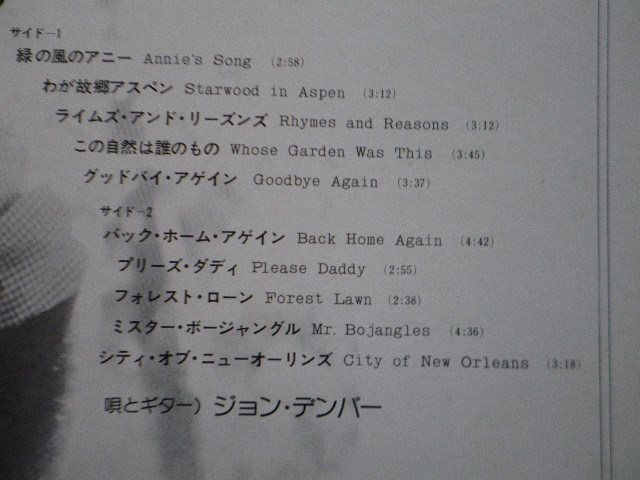 サイド-1
緑の風のアニー Annie's Song (2:58)
わが故郷アスペン Starwood in Aspen (3:12)
ライムズ・アンド・リーズンズ Rhymes and Reasons (3:12)
この自然は誰のもの Whose Garden Was This (3:45)
グッドバイ・アゲイン Goodbye Again (3:37)
サイド-2
バック・ホーム・アゲイン Back Home Again (4:42)
プリーズ・ダディ Please Daddy (2:55)
フォレスト・ローン Forest Lawn (2:38)
ミスター・ボージャングル Mr. Bojangles (4:36)
シティ・オブ・ニューオーリンズ City of New Orleans (3:18)
唄とギター) ジョン・デンバー